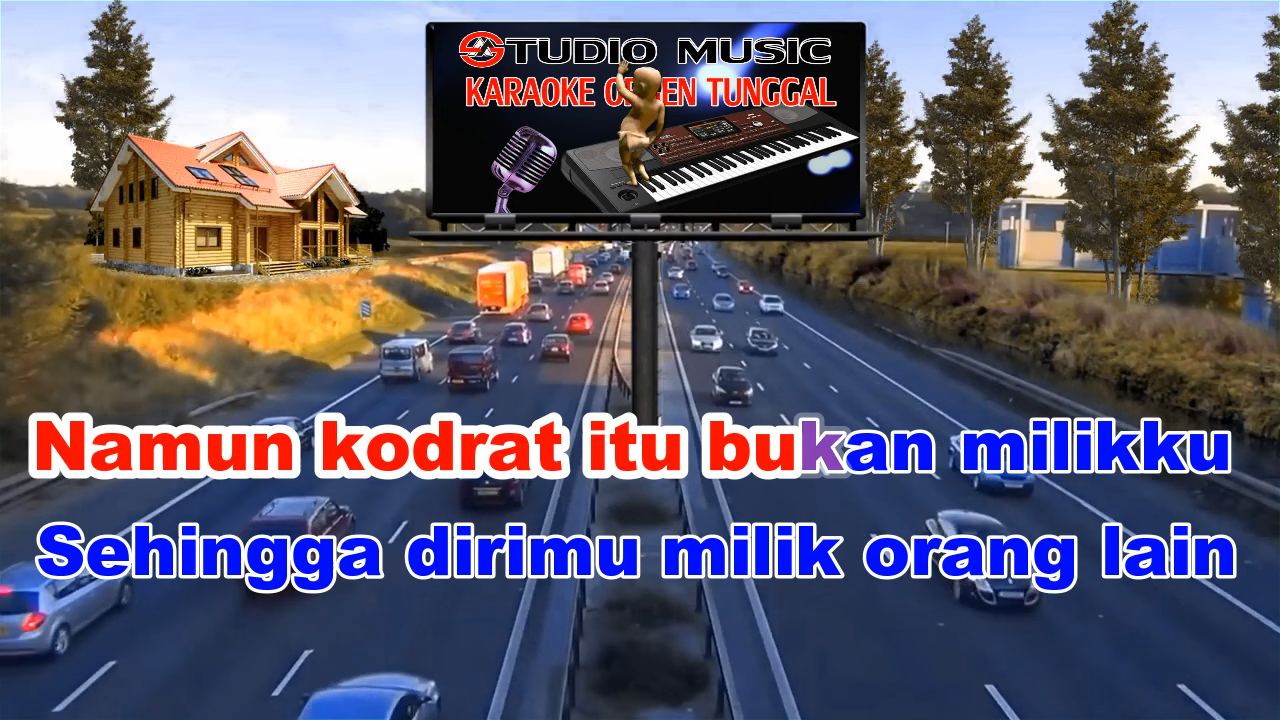 STUDIO MUSIC
KARAOKE TUNGGAL
Namun kodrat itu bukan milikku
Sehingga dirimu milik orang lain